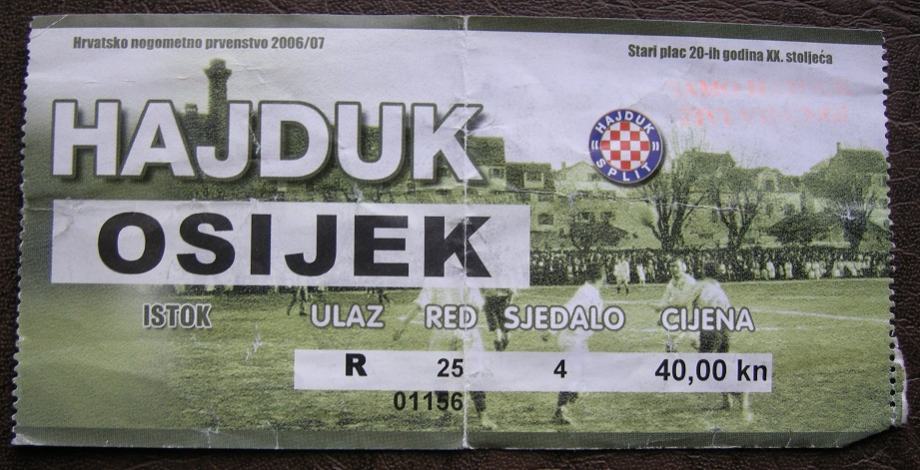 Hrvatsko nogometno prvenstvo 2006/07
Stari plac 20-ih godina XX. stoljeća
HAJDUK
HAJDUK
SPLIT
OSIJEK
ISTOK ULAZ RED SJEDALO CIJENA
R 25 4 40,00 kn
01156